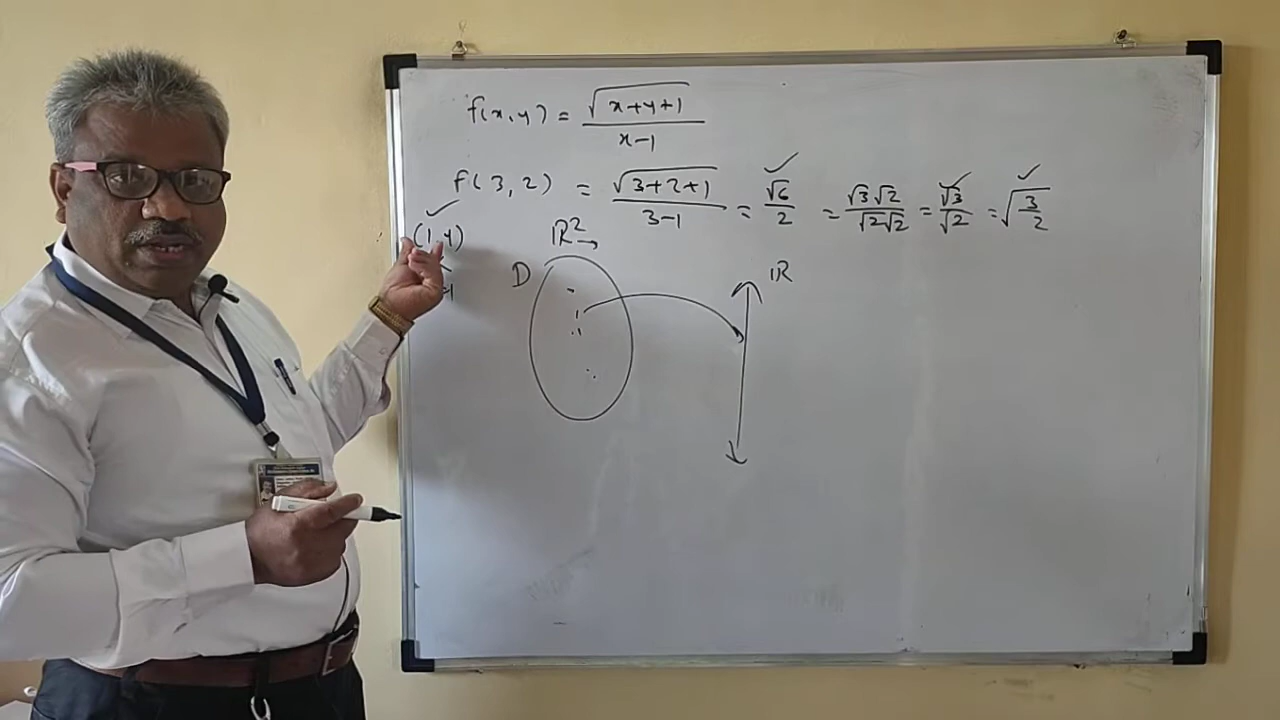 f(x,y) = √(x+y+1) / (x-1)
f(3,2) = √(3+2+1) / (3-1) = √6 / 2 = √3 √2 / √2 √2 = √3 / √2 = √(3/2)
(1,4)
ℝ² →
D
ℝ